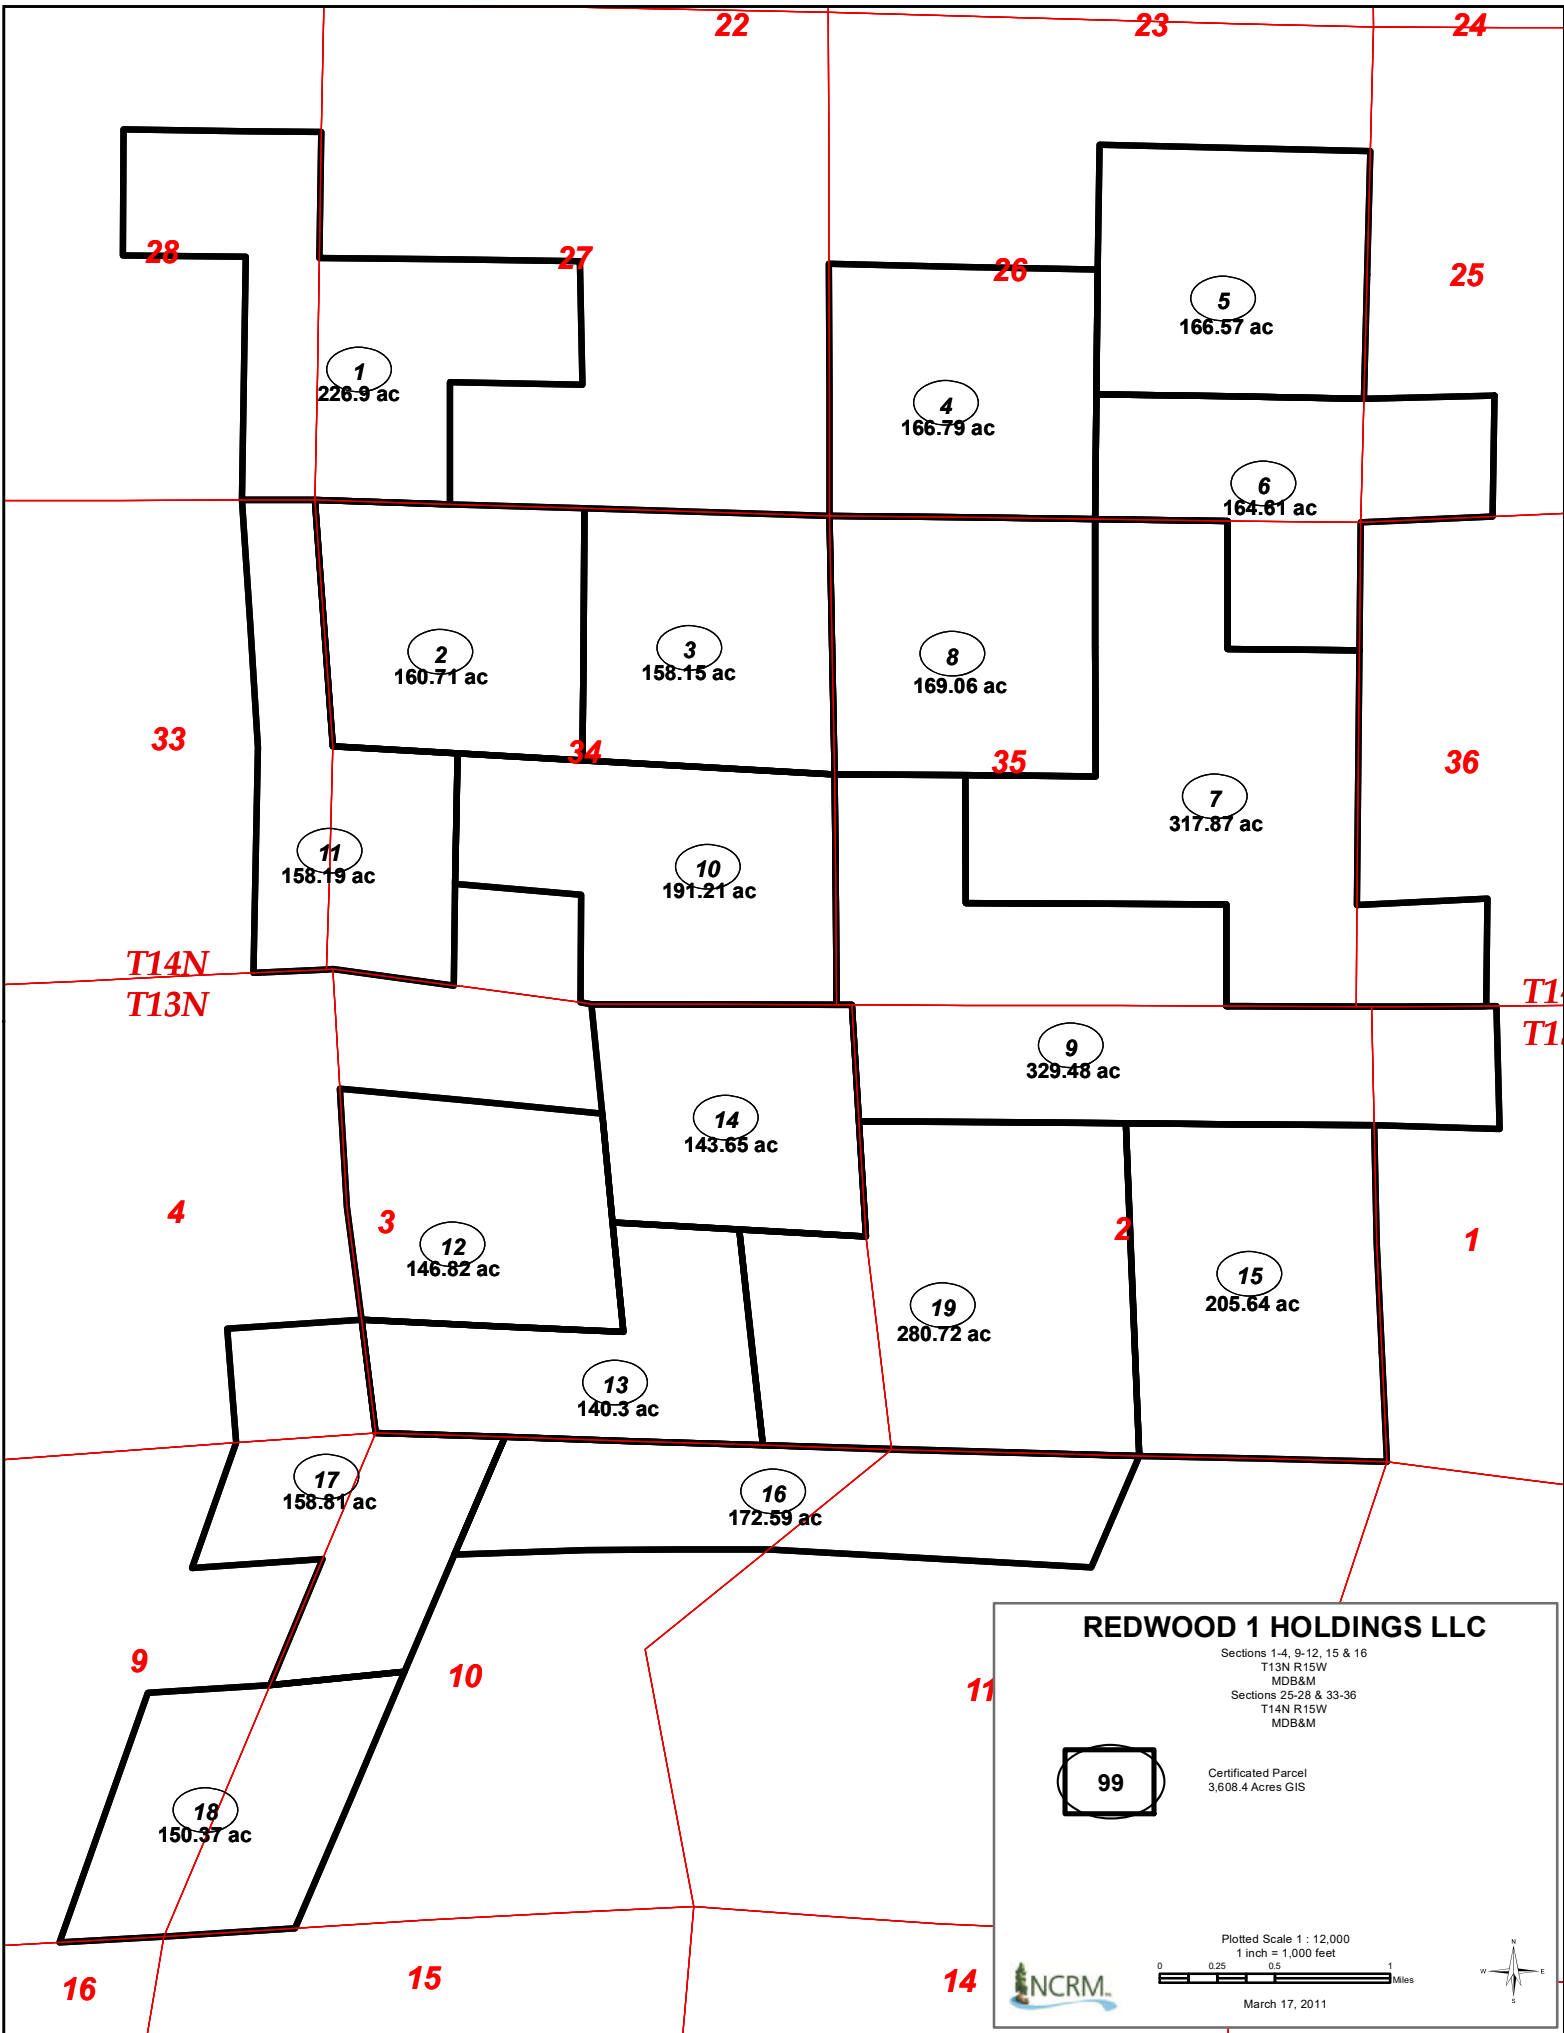 22
23
24
28
27
26
25
5
166.57 ac
1
226.9 ac
4
166.79 ac
6
164.61 ac
2
160.71 ac
3
158.15 ac
8
169.06 ac
33
34
35
36
7
317.87 ac
11
158.19 ac
10
191.21 ac
T14N
T13N
T14
T1
9
329.48 ac
14
143.65 ac
4
3
2
1
12
146.82 ac
15
205.64 ac
19
280.72 ac
13
140.3 ac
17
158.81 ac
16
172.59 ac
9
10
11
18
150.37 ac
16
15
14
REDWOOD 1 HOLDINGS LLC
Sections 1-4, 9-12, 15 & 16
T13N R15W
MDB&M
Sections 25-28 & 33-36
T14N R15W
MDB&M
99
Certificated Parcel
3,608.4 Acres GIS
Plotted Scale 1 : 12,000
1 inch = 1,000 feet
0 0.25 0.5 1
Miles
March 17, 2011
NCRM
N
W E
S